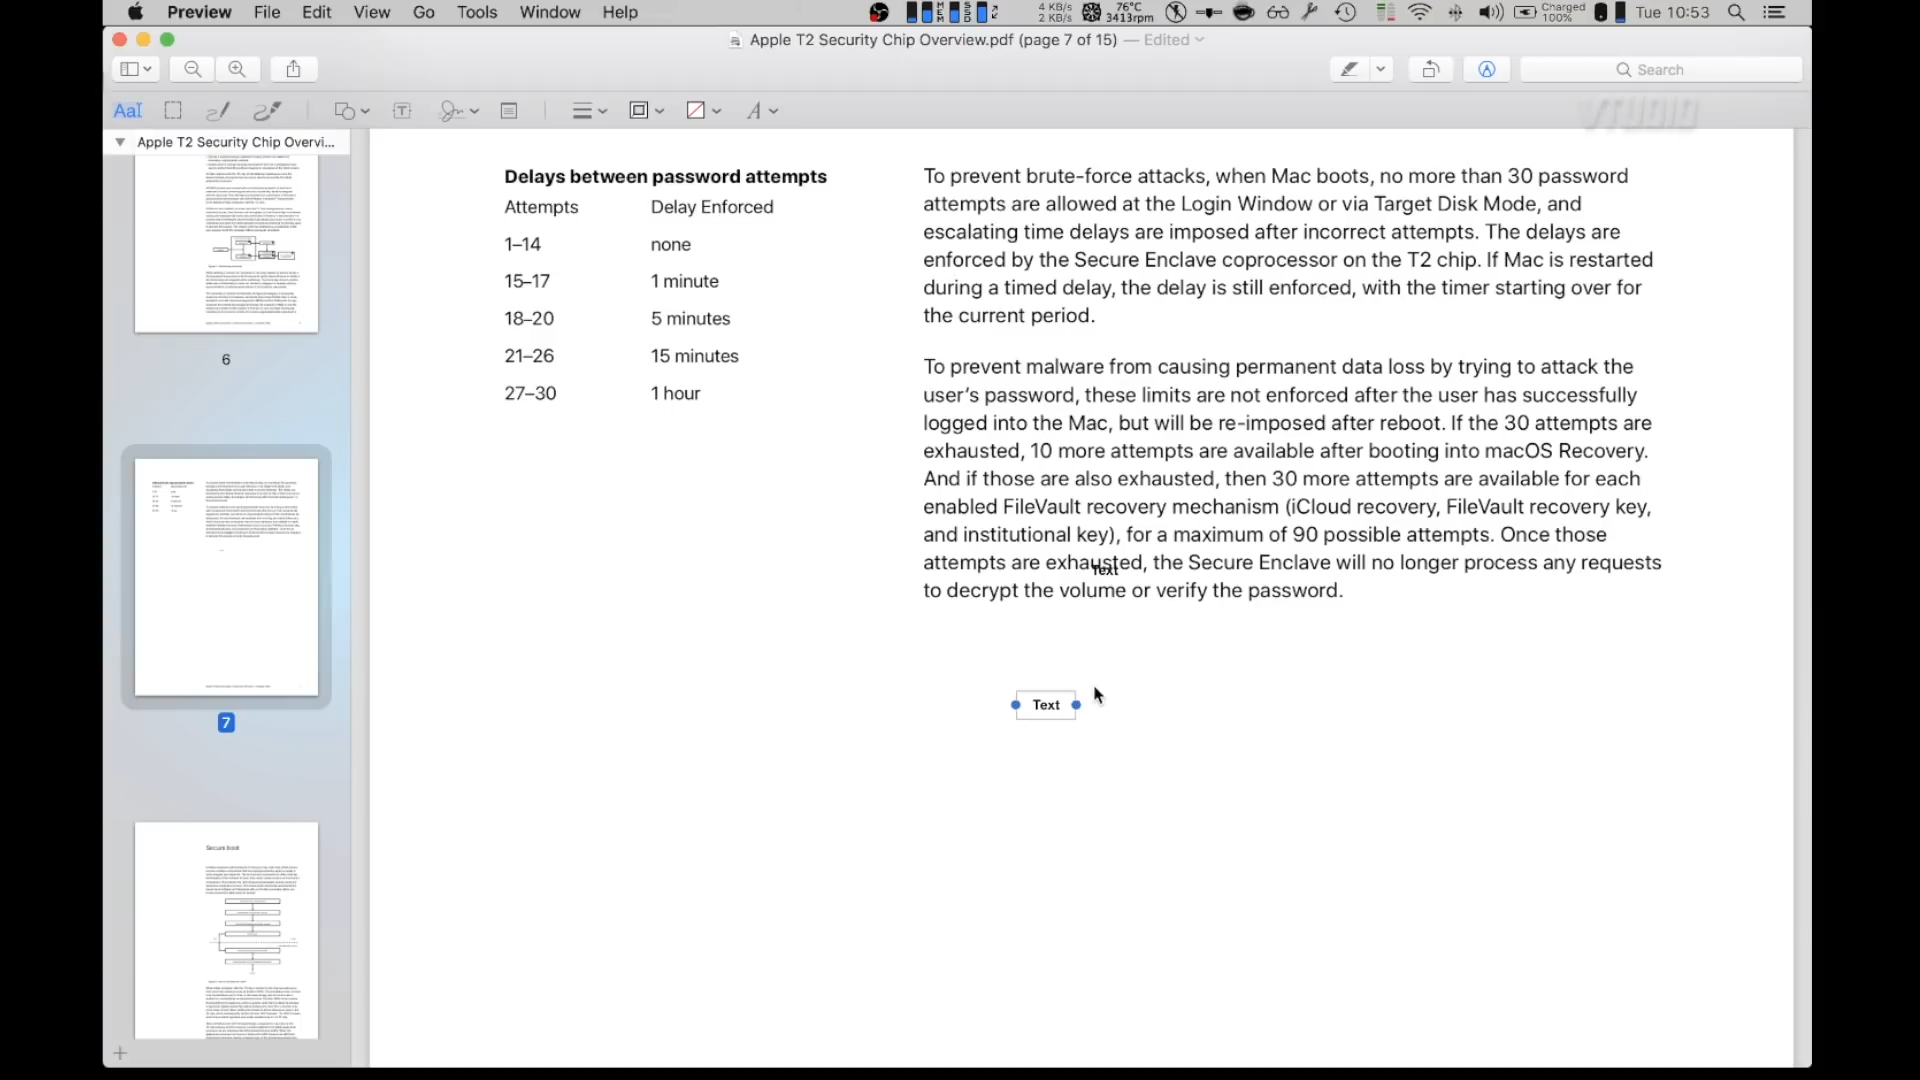 Preview File Edit View Go Tools Window Help
4 KB/s
2 KB/s
76°C
3413rpm
Charged
100%
Tue 10:53
Apple T2 Security Chip Overview.pdf (page 7 of 15) — Edited
Search
VTUDIO
Apple T2 Security Chip Overvi...
6
7
Secure boot
Delays between password attempts
Attempts Delay Enforced
1–14 none
15–17 1 minute
18–20 5 minutes
21–26 15 minutes
27–30 1 hour
To prevent brute-force attacks, when Mac boots, no more than 30 password
attempts are allowed at the Login Window or via Target Disk Mode, and
escalating time delays are imposed after incorrect attempts. The delays are
enforced by the Secure Enclave coprocessor on the T2 chip. If Mac is restarted
during a timed delay, the delay is still enforced, with the timer starting over for
the current period.
To prevent malware from causing permanent data loss by trying to attack the
user’s password, these limits are not enforced after the user has successfully
logged into the Mac, but will be re-imposed after reboot. If the 30 attempts are
exhausted, 10 more attempts are available after booting into macOS Recovery.
And if those are also exhausted, then 30 more attempts are available for each
enabled FileVault recovery mechanism (iCloud recovery, FileVault recovery key,
and institutional key), for a maximum of 90 possible attempts. Once those
attempts are exhausted, the Secure Enclave will no longer process any requests
Text
to decrypt the volume or verify the password.
Text